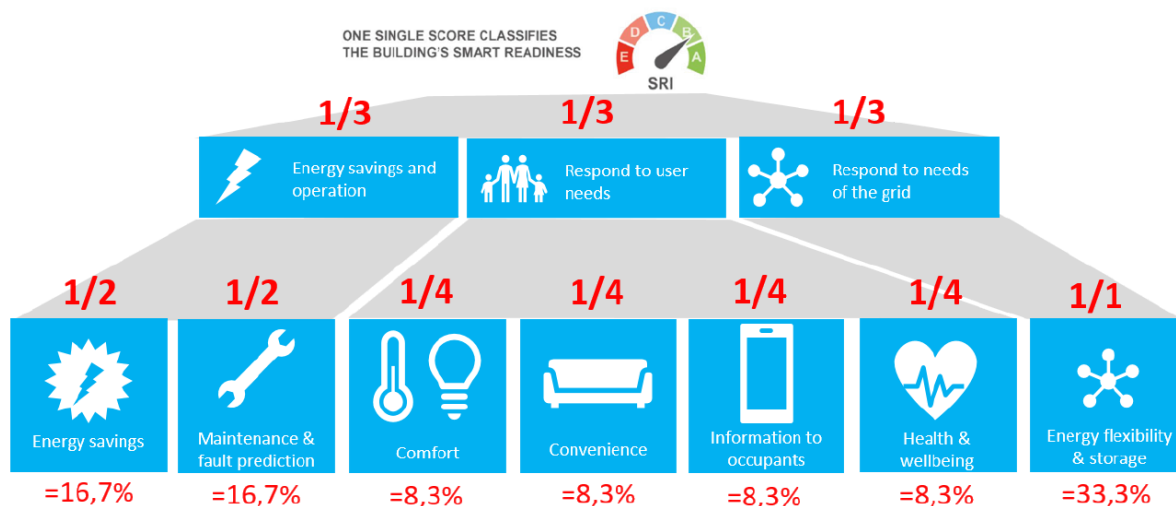 ONE SINGLE SCORE CLASSIFIES
THE BUILDING'S SMART READINESS
E
D
C
B
A
SRI
1/3
1/3
1/3
Energy savings and
operation
Respond to user
needs
Respond to needs
of the grid
1/2
1/2
1/4
1/4
1/4
1/4
1/1
Energy savings
Maintenance &
fault prediction
Comfort
Convenience
Information to
occupants
Health &
wellbeing
Energy flexibility
& storage
=16,7%
=16,7%
=8,3%
=8,3%
=8,3%
=8,3%
=33,3%